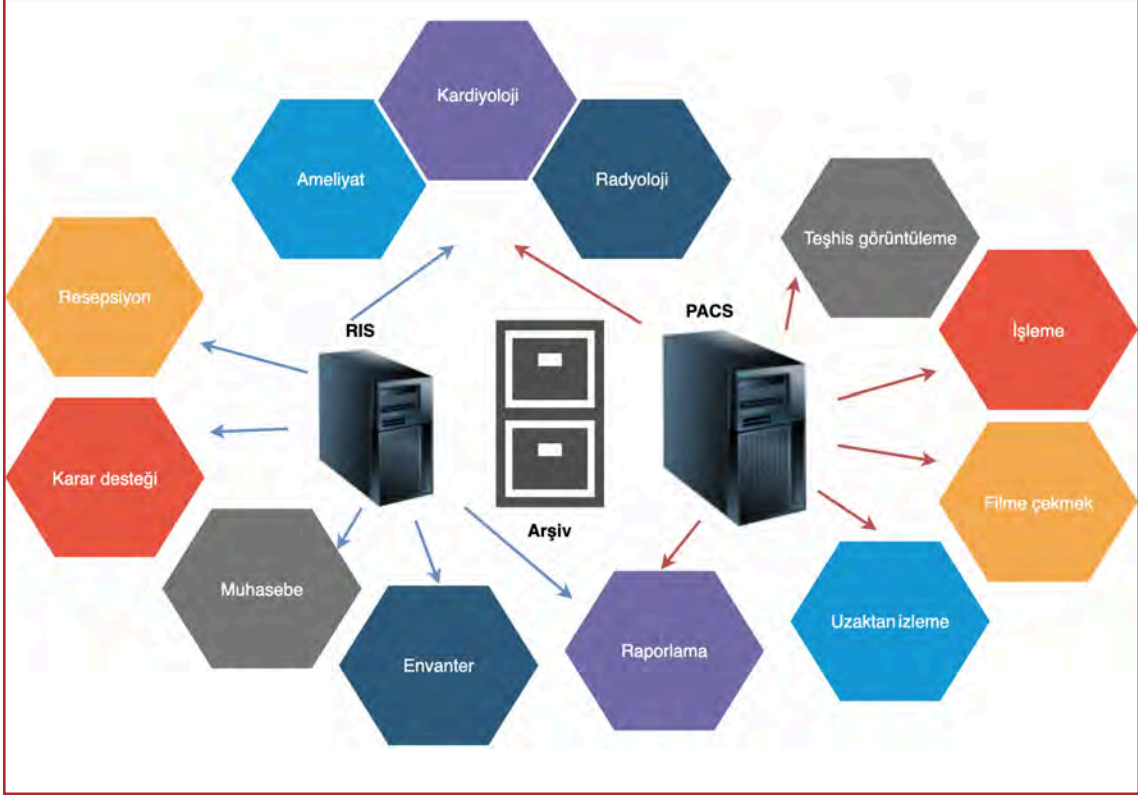 Kardiyoloji
Ameliyat
Radyoloji
Teşhis görüntüleme
Resepsiyon
RIS
PACS
İşleme
Karar desteği
Filme çekmek
Arşiv
Muhasebe
Uzaktan izleme
Envanter
Raporlama